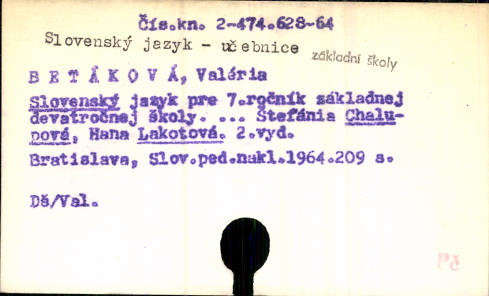 Čís.kn. 2-474.628-64
Slovenský jazyk - učebnice
základní školy
BETÁKOVÁ, Valéria
Slovenský jazyk pre 7.ročník základnej
devaťročnej školy. ... Štefánia Chalu-
pová, Hana Lakotová. 2.vyd.
Bratislava, Slov.ped.nakl.1964.209 s.
Dš/Val.